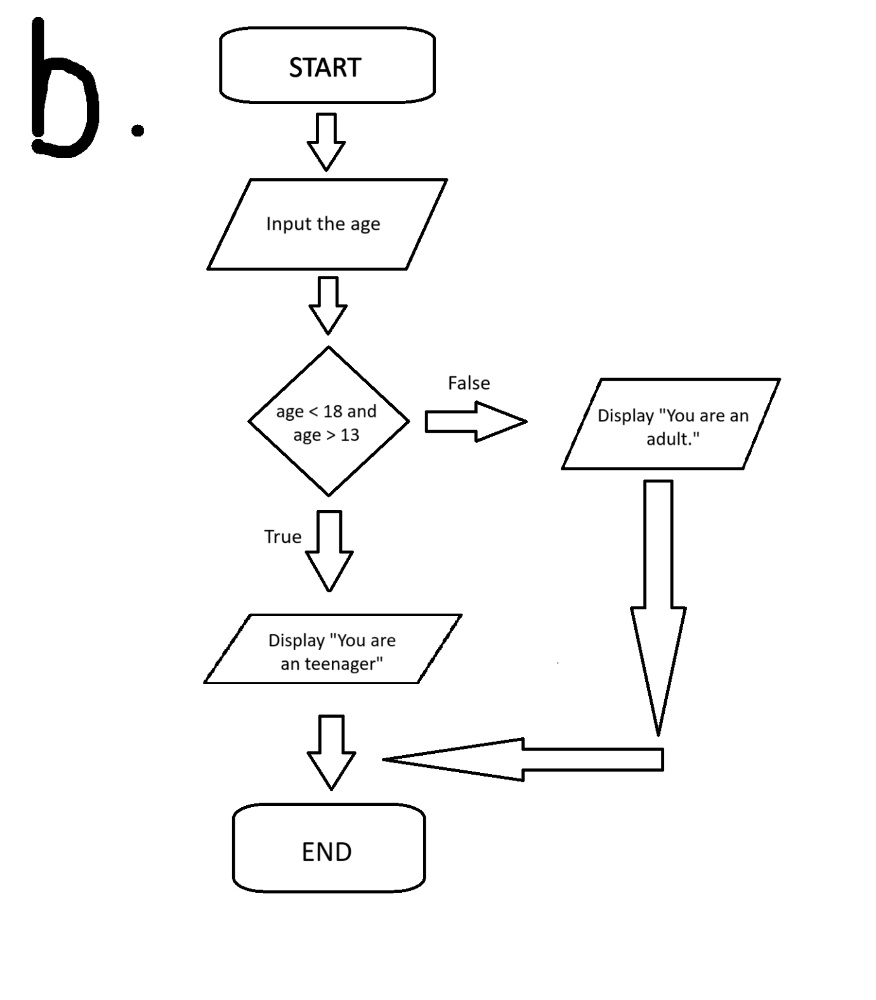 b.
START
Input the age
age < 18 and
age > 13
False
Display "You are an
adult."
True
Display "You are
an teenager"
END